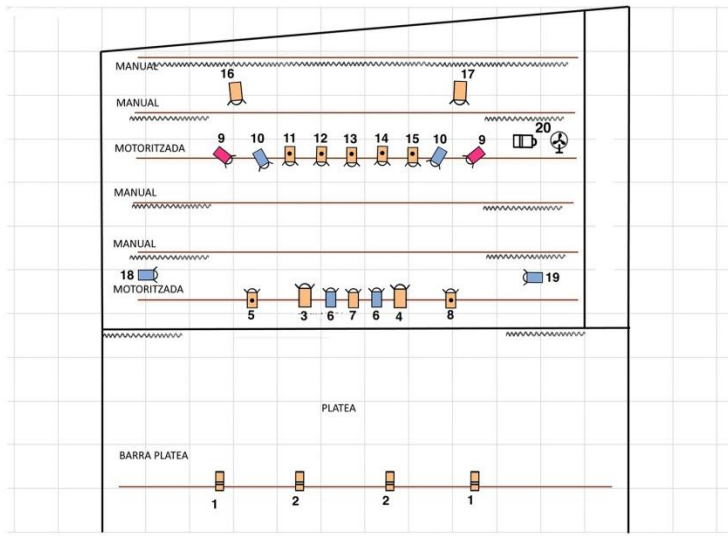 MANUAL
16 17
MANUAL
20
9 10 11 12 13 14 15 10 9
MOTORITZADA
MANUAL
MANUAL
18 19
MOTORITZADA
5 3 6 7 6 4 8
PLATEA
BARRA PLATEA
1 2 2 1